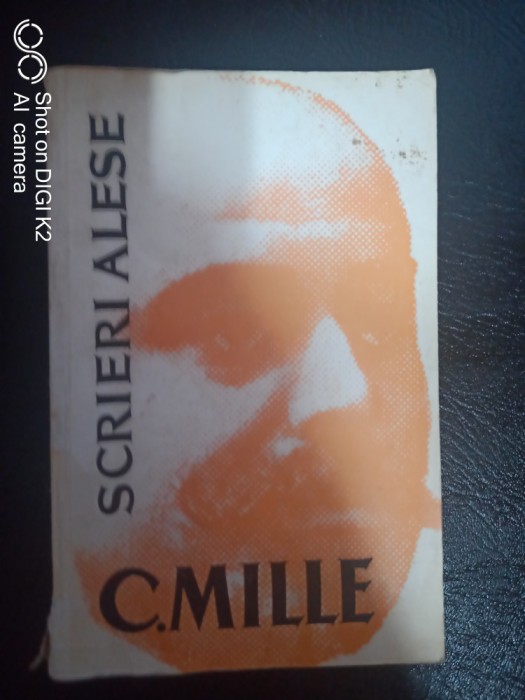 SCRIERI ALESE
C.MILLE
Shot on DIGI K2
AI camera